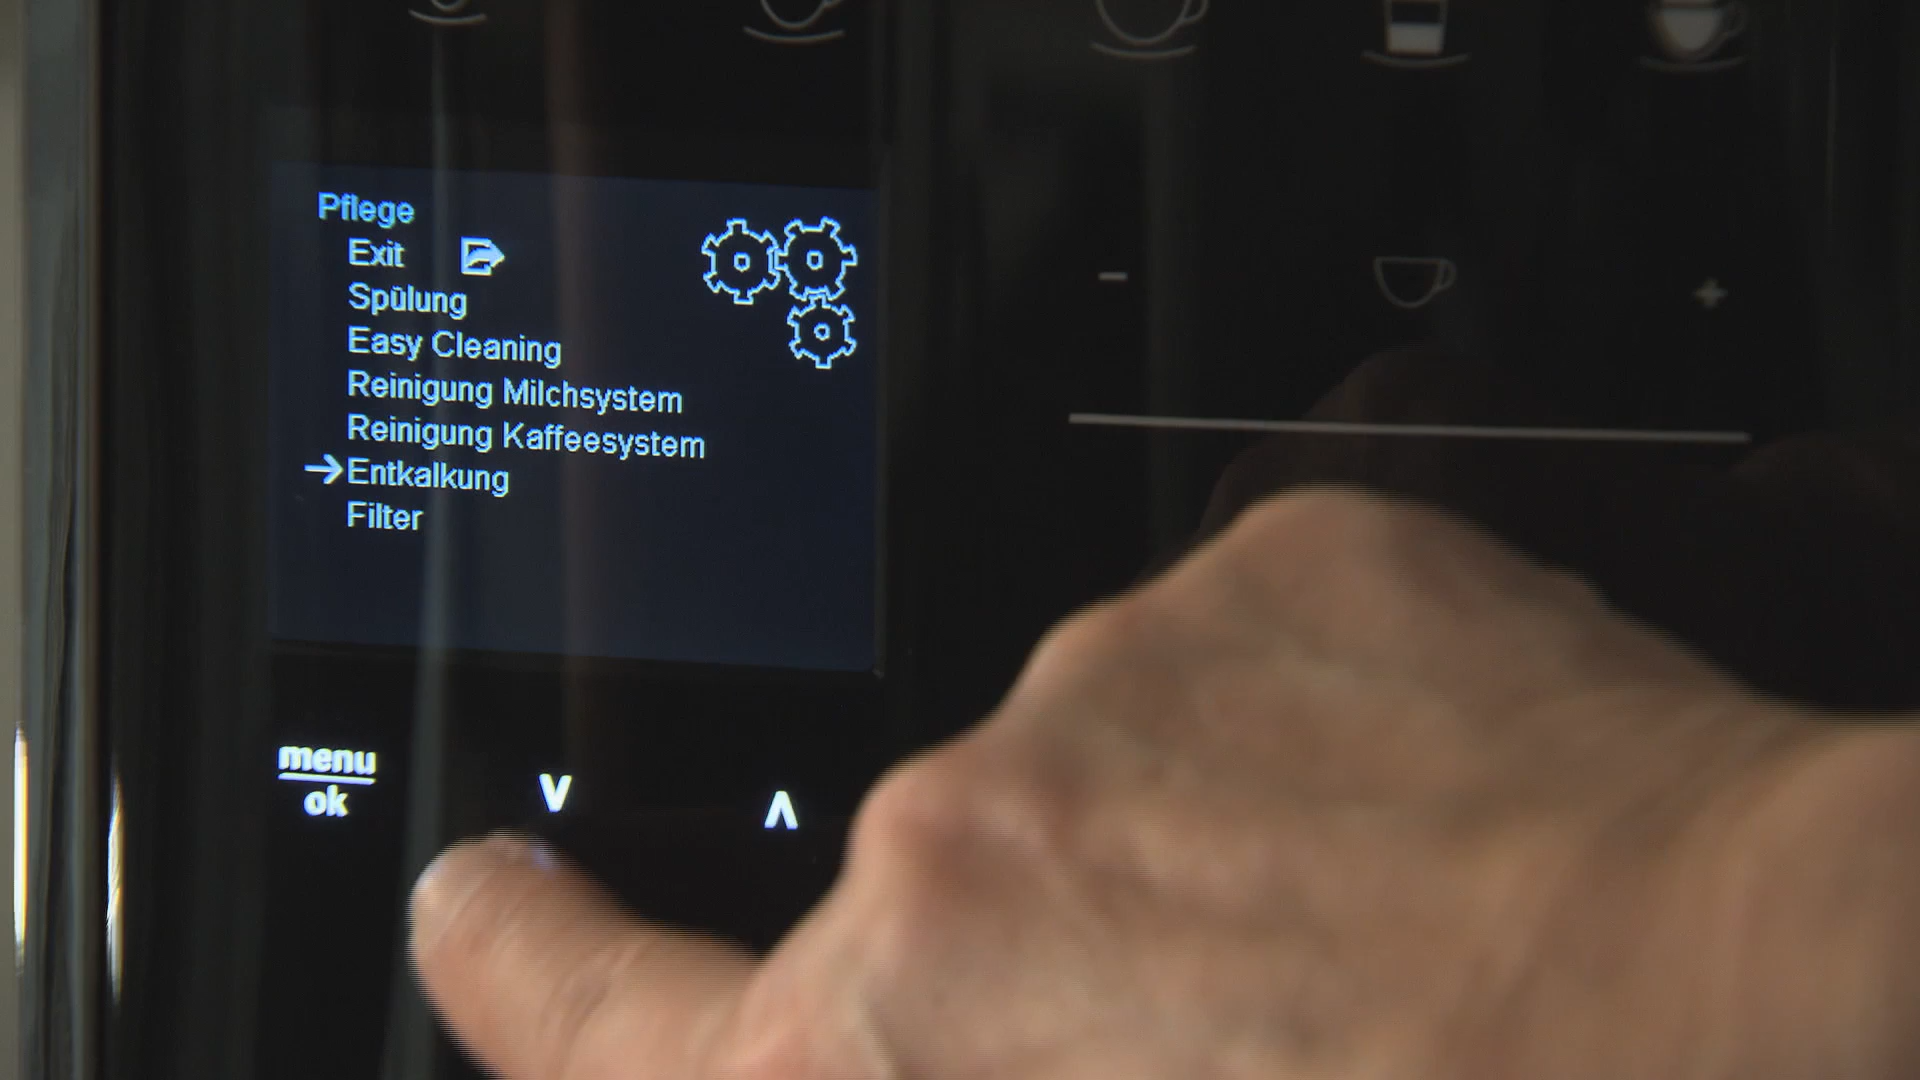 Pflege
Exit
Spülung
Easy Cleaning
Reinigung Milchsystem
Reinigung Kaffeesystem
Entkalkung
Filter
menu
ok